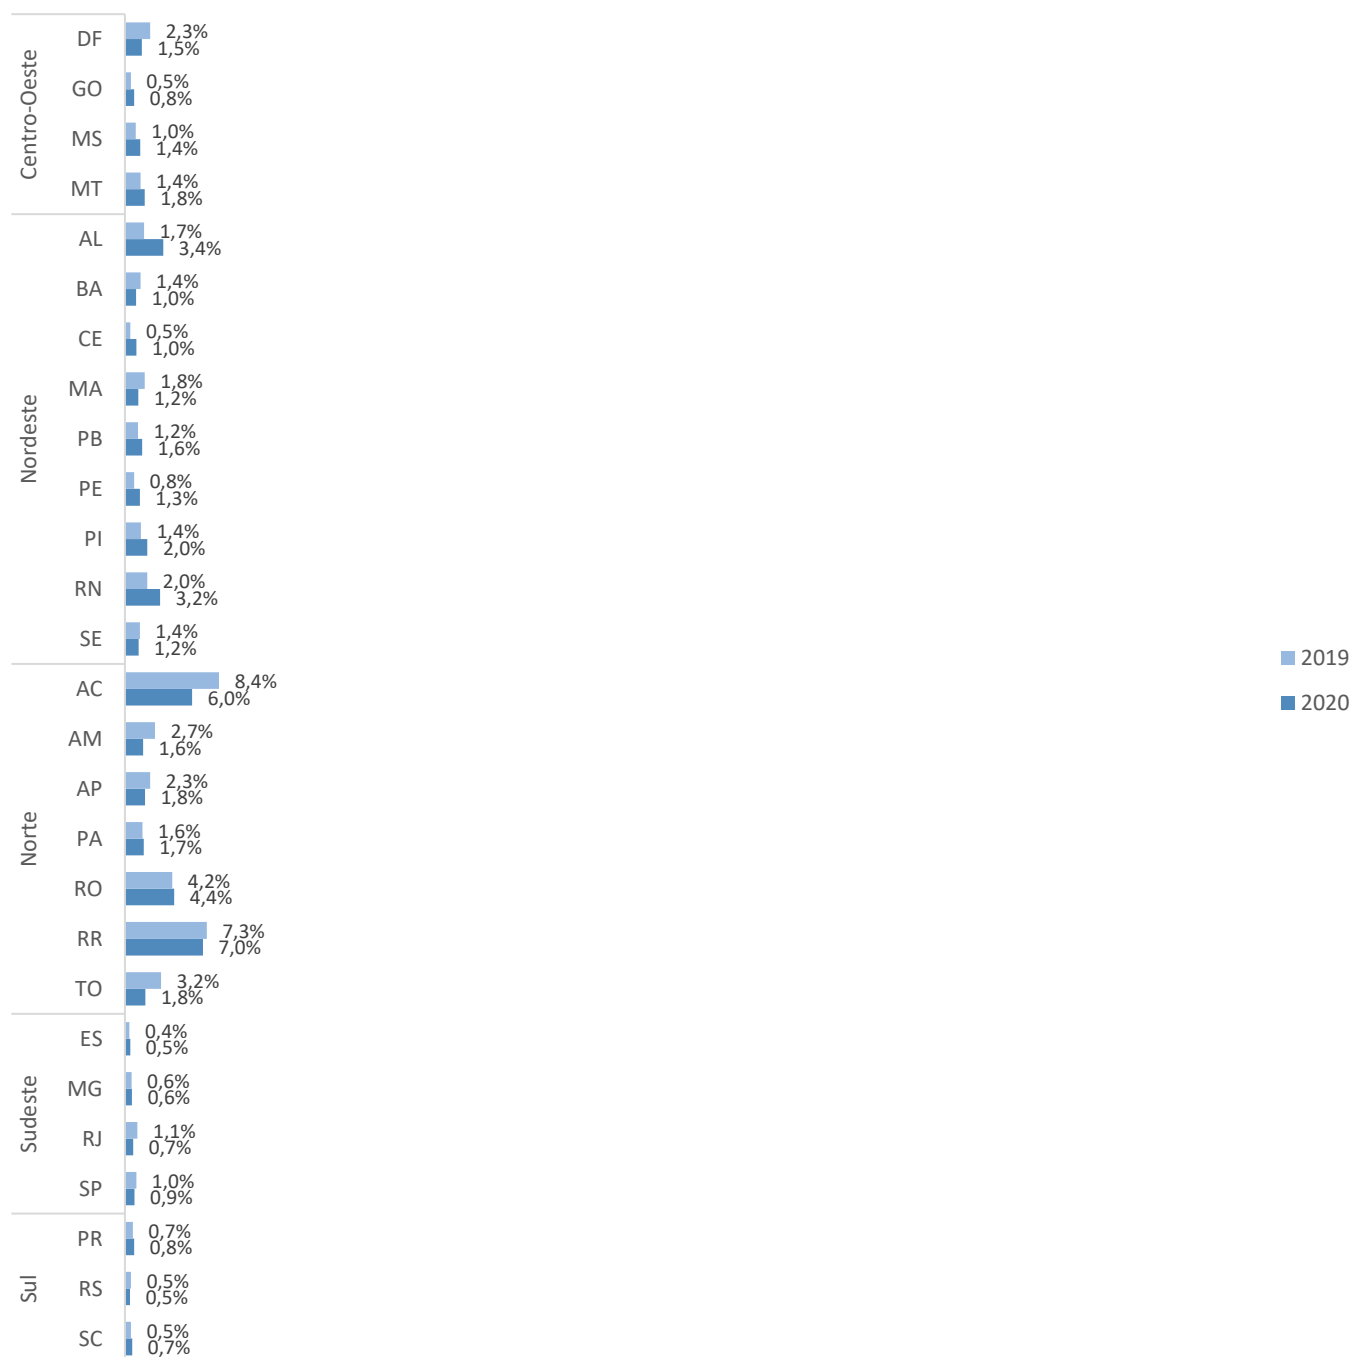 Centro-Oeste
DF
2,3%
1,5%
GO
0,5%
0,8%
MS
1,0%
1,4%
MT
1,4%
1,8%
Nordeste
AL
1,7%
3,4%
BA
1,4%
1,0%
CE
0,5%
1,0%
MA
1,8%
1,2%
PB
1,2%
1,6%
PE
0,8%
1,3%
PI
1,4%
2,0%
RN
2,0%
3,2%
SE
1,4%
1,2%
Norte
AC
8,4%
6,0%
AM
2,7%
1,6%
AP
2,3%
1,8%
PA
1,6%
1,7%
RO
4,2%
4,4%
RR
7,3%
7,0%
TO
3,2%
1,8%
Sudeste
ES
0,4%
0,5%
MG
0,6%
0,6%
RJ
1,1%
0,7%
SP
1,0%
0,9%
Sul
PR
0,7%
0,8%
RS
0,5%
0,5%
SC
0,5%
0,7%
2019
2020